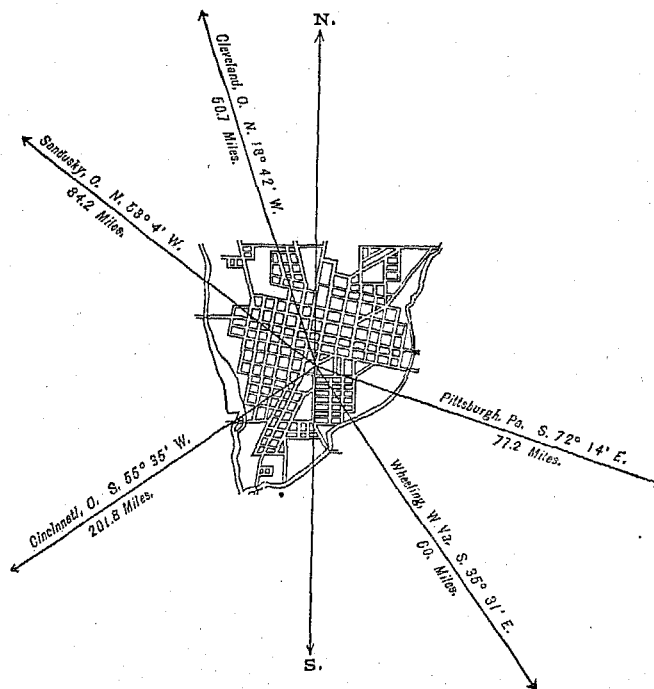 N.
Cleveland, O. N. 18° 42' W.
50.7 Miles.
Sandusky, O. N. 53° 4' W.
84.2 Miles.
Pittsburgh, Pa. S. 72° 14' E.
77.2 Miles.
Cincinnati, O. S. 55° 35' W.
201.8 Miles.
Wheeling, W. Va. S. 35° 31' E.
60. Miles.
S.